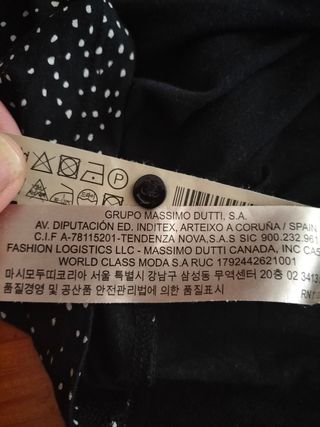 GRUPO MASSIMO DUTTI, S.A.
AV. DIPUTACIÓN ED. INDITEX, ARTEIXO A CORUÑA / SPAIN
C.I.F A-78115201-TENDENZA NOVA,S.A.S SIC 900.232.961
FASHION LOGISTICS LLC - MASSIMO DUTTI CANADA, INC CAS
WORLD CLASS MODA S.A RUC 1792442621001
마시모두띠코리아 서울 특별시 강남구 삼성동 무역센터 20층 02 3413
품질경영 및 공산품 안전관리법에 의한 품질표시